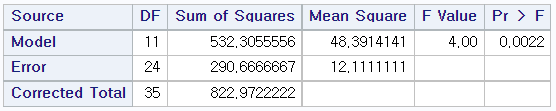 Source DF Sum of Squares Mean Square F Value Pr > F
Model 11 532,3055556 48,3914141 4,00 0,0022
Error 24 290,6666667 12,1111111
Corrected Total 35 822,9722222